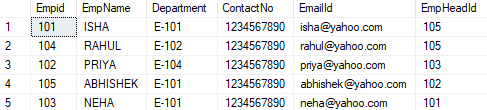 Empid EmpName Department ContactNo EmailId EmpHeadId
1 101 ISHA E-101 1234567890 isha@yahoo.com 105
2 104 RAHUL E-102 1234567890 rahul@yahoo.com 105
3 102 PRIYA E-104 1234567890 priya@yahoo.com 103
4 105 ABHISHEK E-101 1234567890 abhishek@yahoo.com 102
5 103 NEHA E-101 1234567890 neha@yahoo.com 101